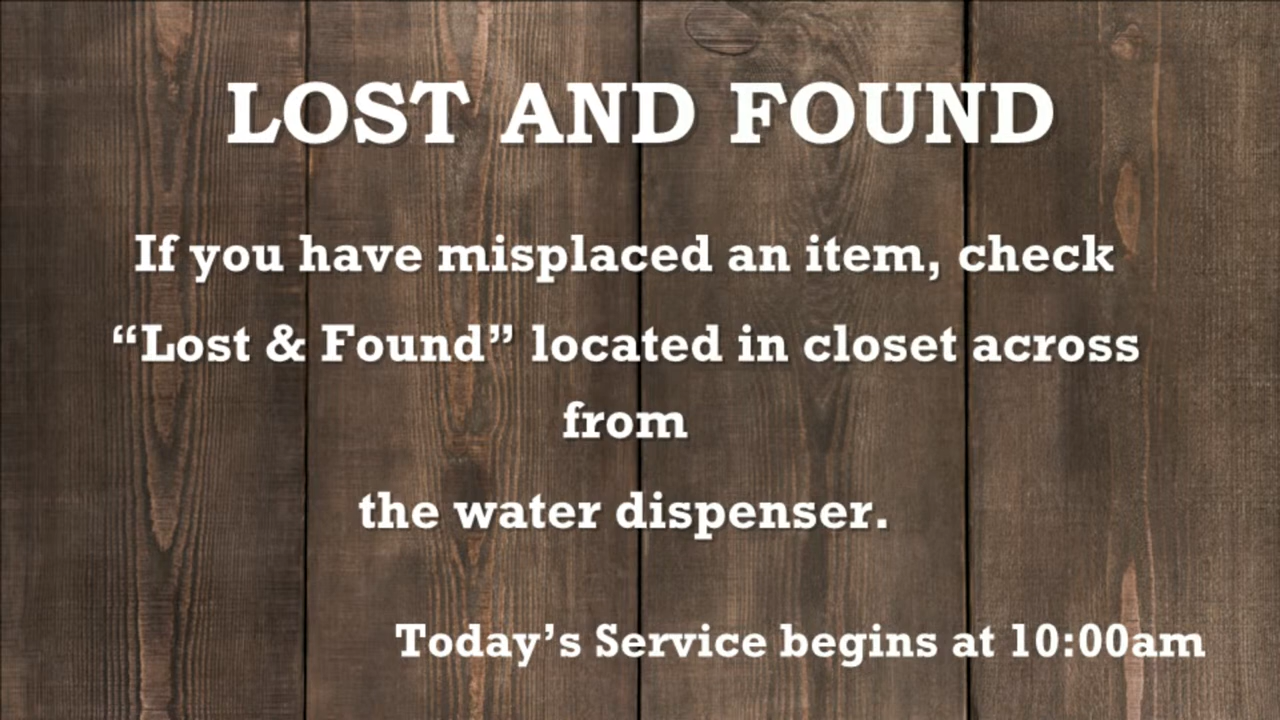 LOST AND FOUND
If you have misplaced an item, check
“Lost & Found” located in closet across
from
the water dispenser.
Today’s Service begins at 10:00am